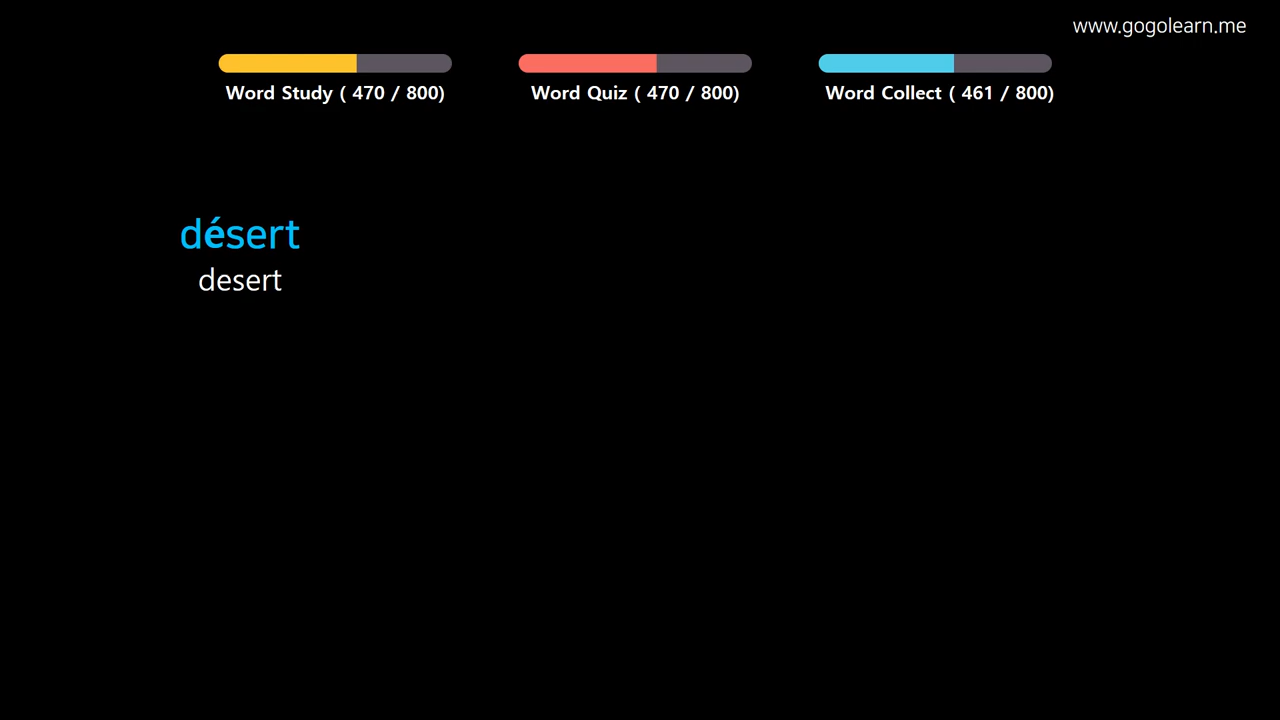 www.gogolearn.me
Word Study ( 470 / 800)
Word Quiz ( 470 / 800)
Word Collect ( 461 / 800)
désert
desert